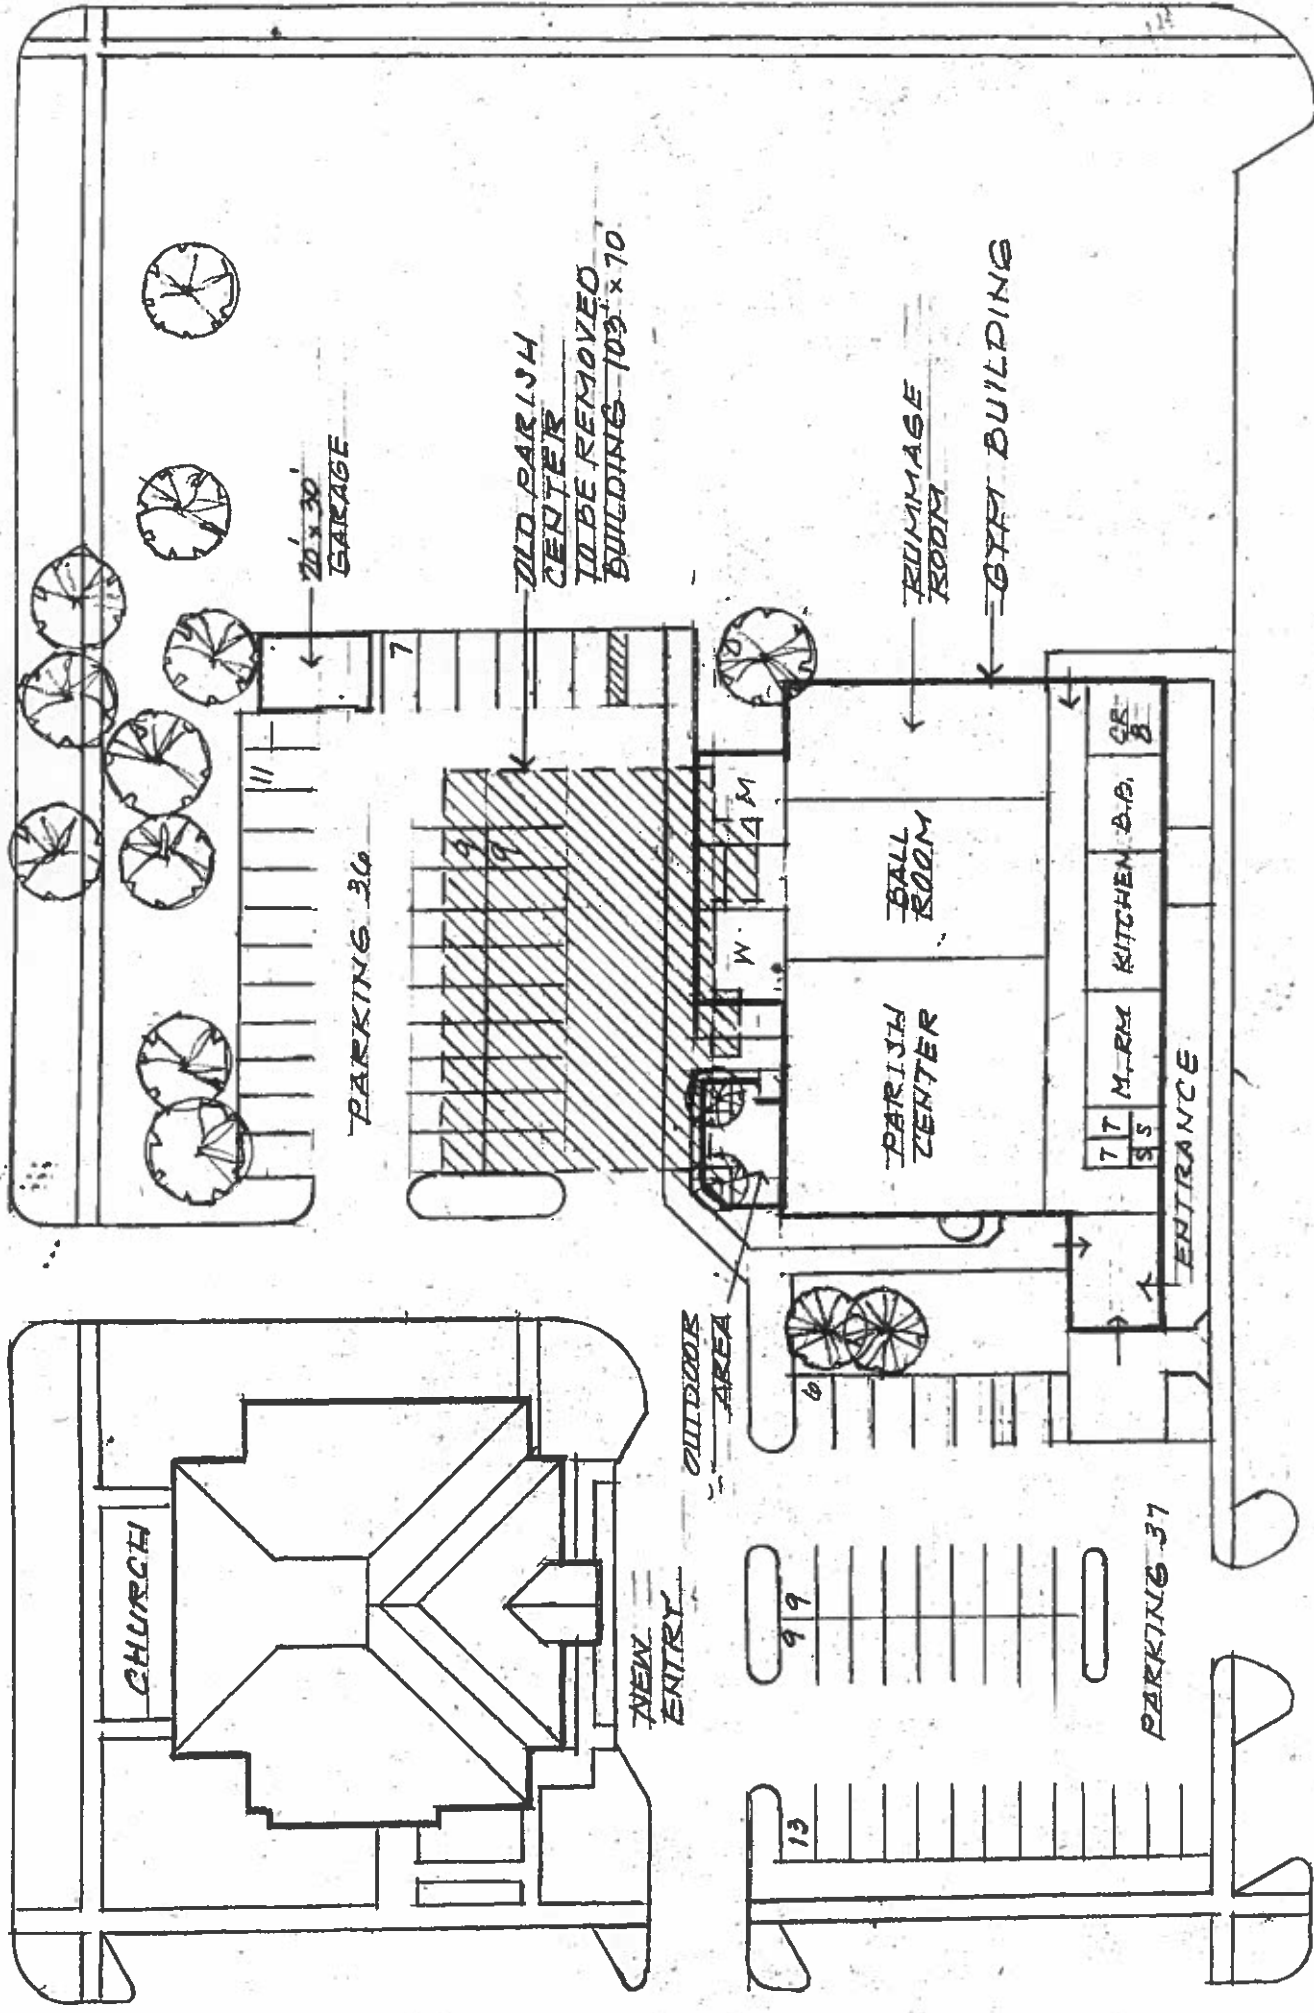 CHURCH
NEW
ENTRY
PARKING 36
11
7
9
9
20' x 30'
GARAGE
OLD PARISH
CENTER
TO BE REMOVED
BUILDING 103' x 70'
OUTDOOR
AREA
W.
M
PARISH
CENTER
BALL
ROOM
RUMMAGE
ROOM
GYM BUILDING
T T
S S
M. RM
KITCHEN
B.B.
CR
8
ENTRANCE
6
9 9
13
PARKING 37